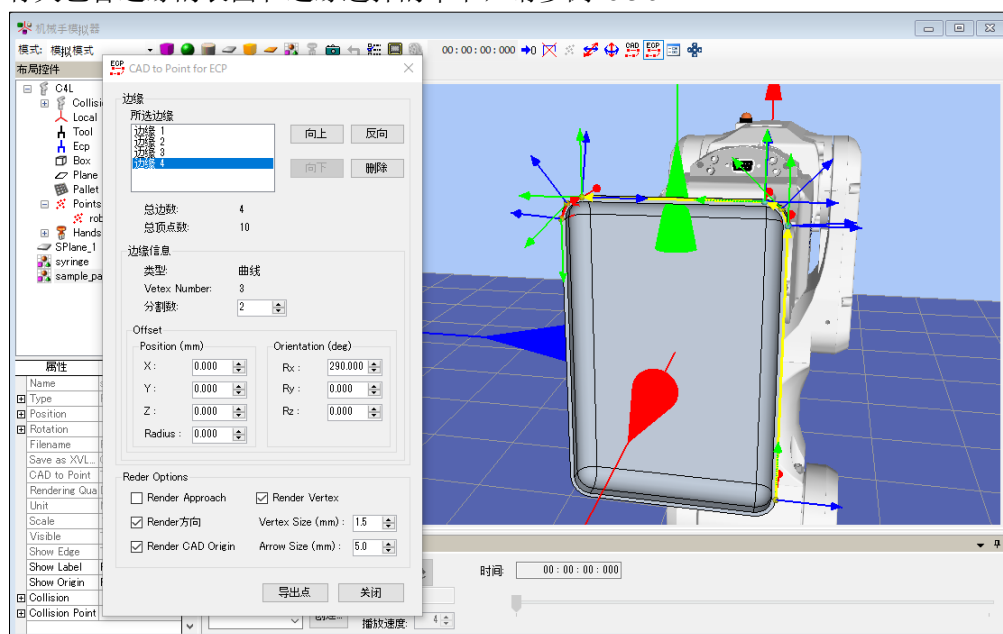 机械手模拟器
模式: 模拟模式
00:00:00:000
CAD
ECP
布局控件
C4L
Collisi
Local
Tool
Ecp
Box
Plane
Pallet
Points
rob
Hands
SPlane_1
syringe
sample_pa
属性
Name
Type
Position
Rotation
Filename
Save as XVL...
CAD to Point
Rendering Qua
Unit
Scale
Visible
Show Edge
Show Label
Show Origin
Collision
Collision Point
ECP CAD to Point for ECP
边缘
所选边缘
边缘 1
边缘 2
边缘 3
边缘 4
向上 反向
向下 删除
总边数: 4
总顶点数: 10
边缘信息
类型: 曲线
Vetex Number: 3
分割数: 2
Offset
Position (mm) Orientation (deg)
X: 0.000 Rx: 290.000
Y: 0.000 Ry: 0.000
Z: 0.000 Rz: 0.000
Radius: 0.000
Reder Options
Render Approach Render Vertex
Render方向 Vertex Size (mm): 1.5
Render CAD Origin Arrow Size (mm): 5.0
导出点 关闭
时间: 00:00:00:000
播放速度: 4